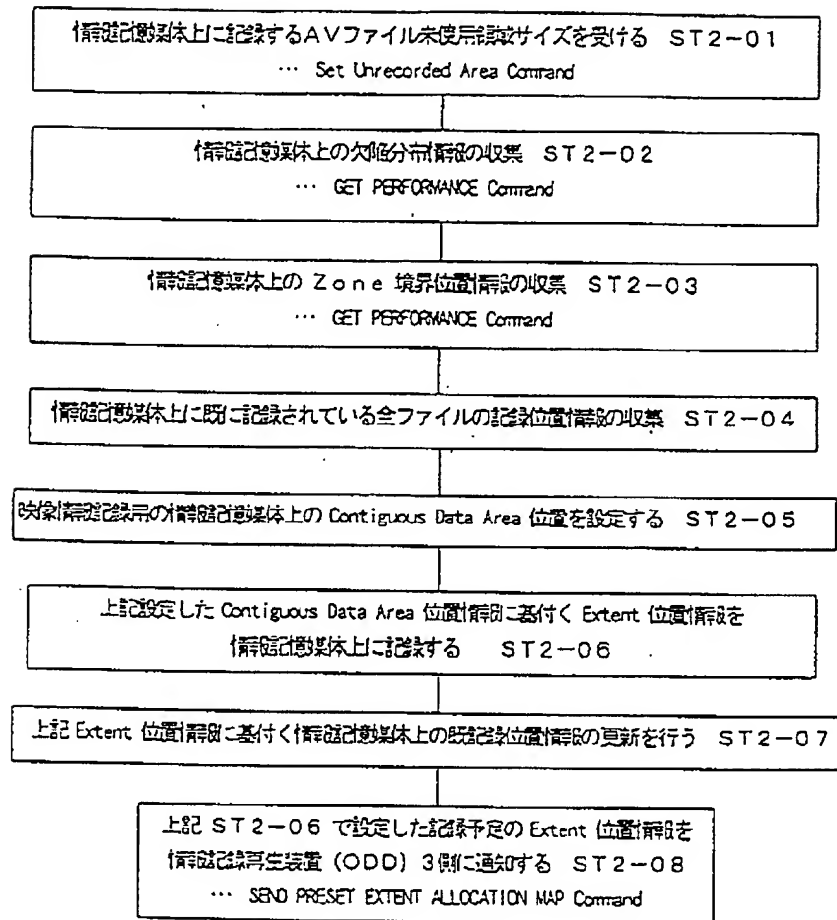 情報記憶媒体上に記録するAVファイル未使用領域サイズを受ける ST2-01
… Set Unrecorded Area Command
情報記憶媒体上の欠陥分布情報の収集 ST2-02
… GET PERFORMANCE Command
情報記憶媒体上の Zone 境界位置情報の収集 ST2-03
… GET PERFORMANCE Command
情報記憶媒体上に既に記録されている全ファイルの記録位置情報の収集 ST2-04
映像情報記録用の情報記憶媒体上の Contiguous Data Area 位置を設定する ST2-05
上記設定した Contiguous Data Area 位置情報に基付く Extent 位置情報を
情報記憶媒体上に記録する ST2-06
上記 Extent 位置情報に基付く情報記憶媒体上の既記録位置情報の更新を行う ST2-07
上記 ST2-06 で設定した記録予定の Extent 位置情報を
情報記録再生装置(ODD)3側に通知する ST2-08
… SEND PRESET EXTENT ALLOCATION MAP Command